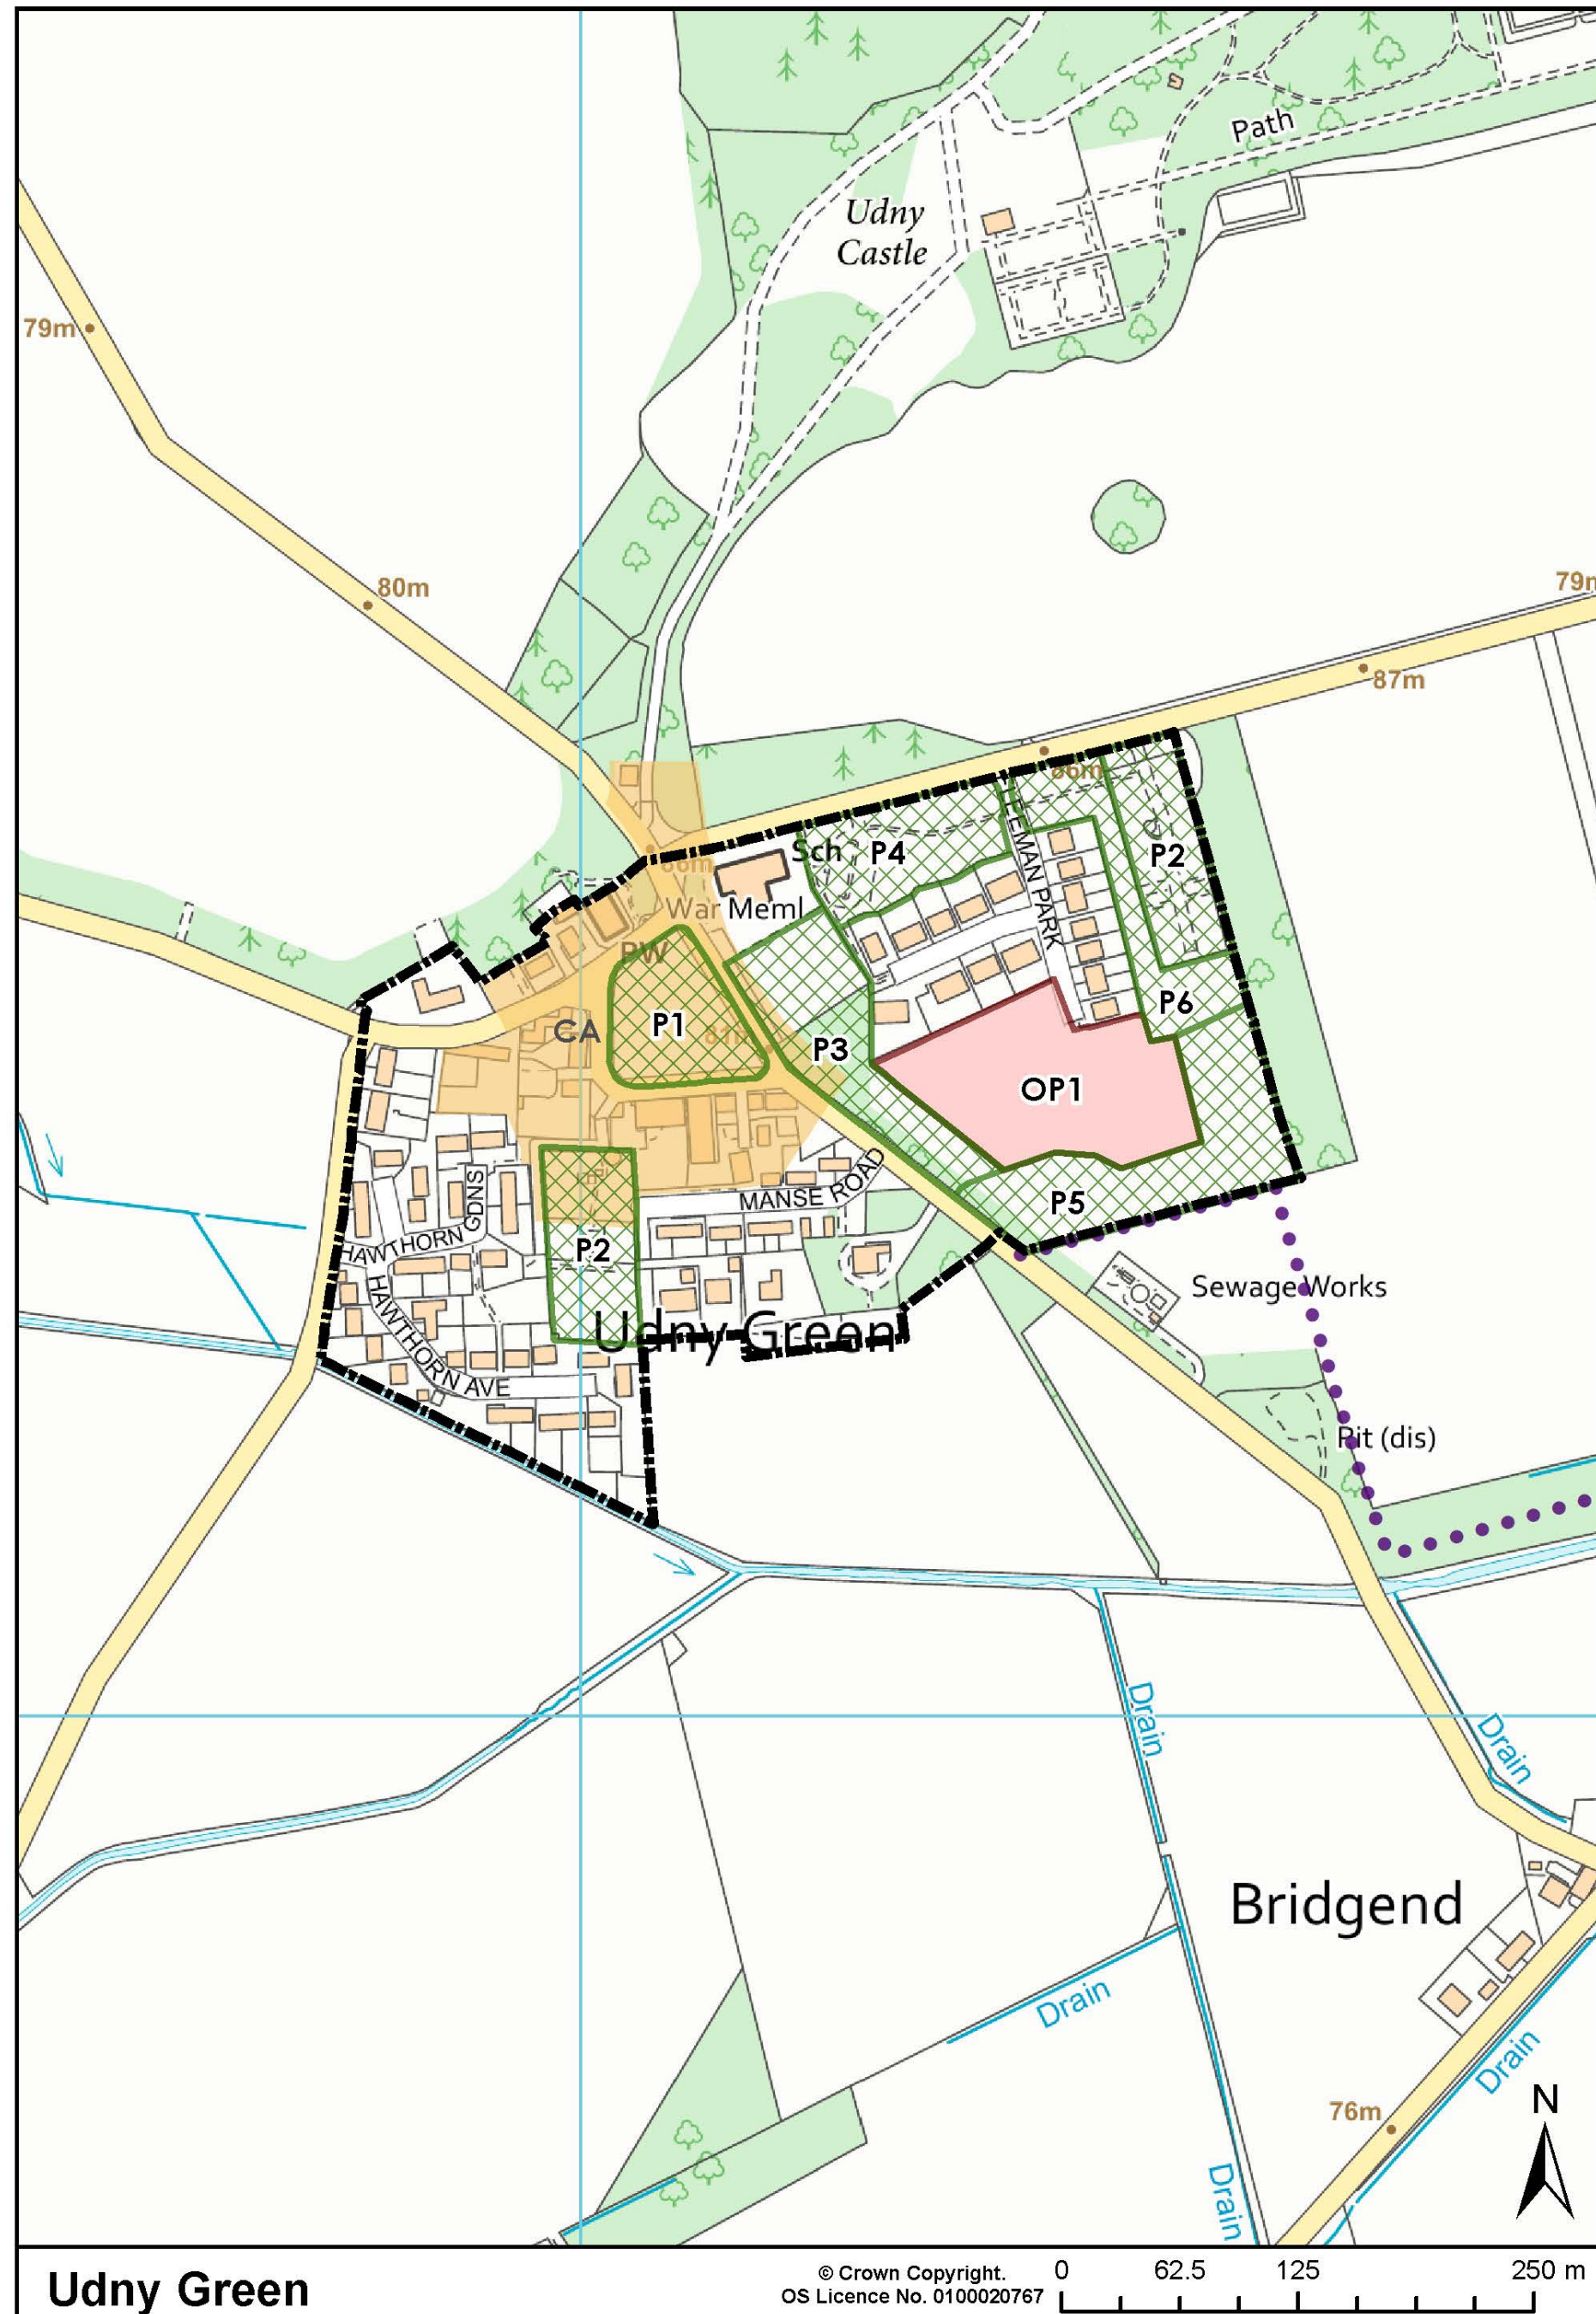 Path
Udny
Castle
79m
80m
79m
87m
86m
LEMAN PARK
Sch
P4
P2
86m
War Meml
PW
P6
CA
P1
81m
P3
OP1
MANSE ROAD
P5
HAWTHORN
GDNS
P2
HAWTHORN AVE
Udny Green
Sewage Works
Pit (dis)
Drain
Drain
Bridgend
Drain
Drain
76m
Drain
N
Udny Green
© Crown Copyright.
OS Licence No. 0100020767
0 62.5 125 250 m